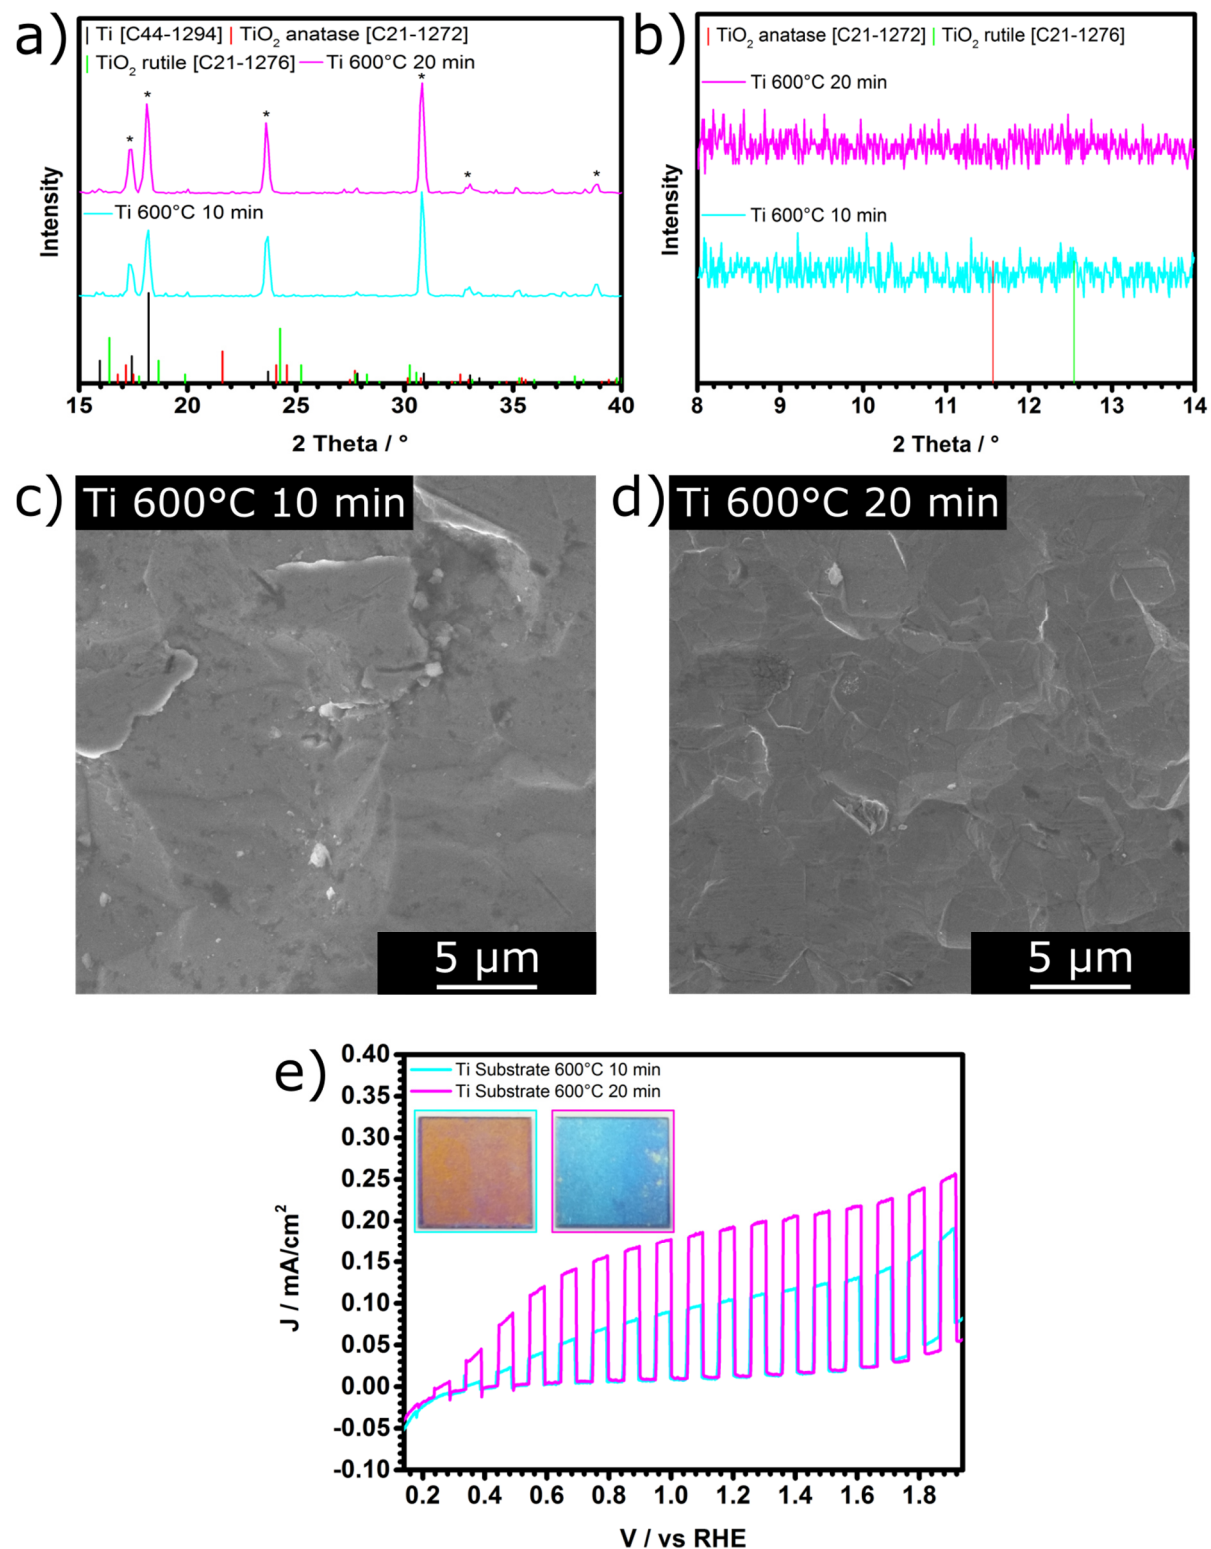 a)
Ti [C44-1294] TiO2 anatase [C21-1272]
TiO2 rutile [C21-1276] Ti 600°C 20 min
* * * * * *
Ti 600°C 10 min
Intensity
15 20 25 30 35 40
2 Theta / °
b)
TiO2 anatase [C21-1272] TiO2 rutile [C21-1276]
Ti 600°C 20 min
Ti 600°C 10 min
Intensity
8 9 10 11 12 13 14
2 Theta / °
c)
Ti 600°C 10 min
5 µm
d)
Ti 600°C 20 min
5 µm
e)
Ti Substrate 600°C 10 min
Ti Substrate 600°C 20 min
0.40
0.35
0.30
0.25
0.20
0.15
0.10
0.05
0.00
-0.05
-0.10
J / mA/cm2
0.2 0.4 0.6 0.8 1.0 1.2 1.4 1.6 1.8
V / vs RHE